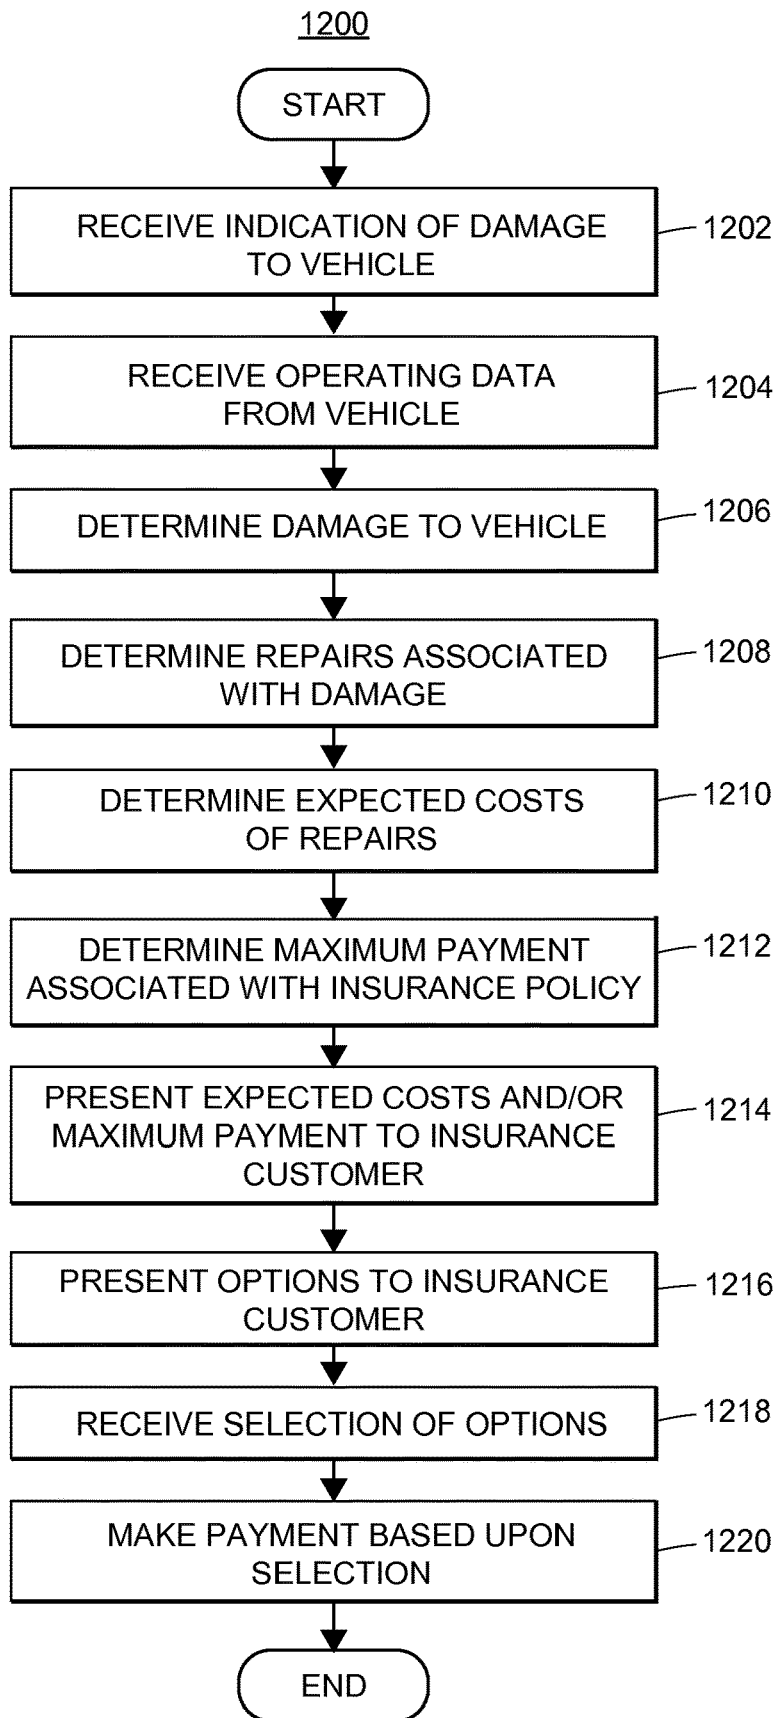 1200
START
RECEIVE INDICATION OF DAMAGE
TO VEHICLE
1202
RECEIVE OPERATING DATA
FROM VEHICLE
1204
DETERMINE DAMAGE TO VEHICLE
1206
DETERMINE REPAIRS ASSOCIATED
WITH DAMAGE
1208
DETERMINE EXPECTED COSTS
OF REPAIRS
1210
DETERMINE MAXIMUM PAYMENT
ASSOCIATED WITH INSURANCE POLICY
1212
PRESENT EXPECTED COSTS AND/OR
MAXIMUM PAYMENT TO INSURANCE
CUSTOMER
1214
PRESENT OPTIONS TO INSURANCE
CUSTOMER
1216
RECEIVE SELECTION OF OPTIONS
1218
MAKE PAYMENT BASED UPON
SELECTION
1220
END